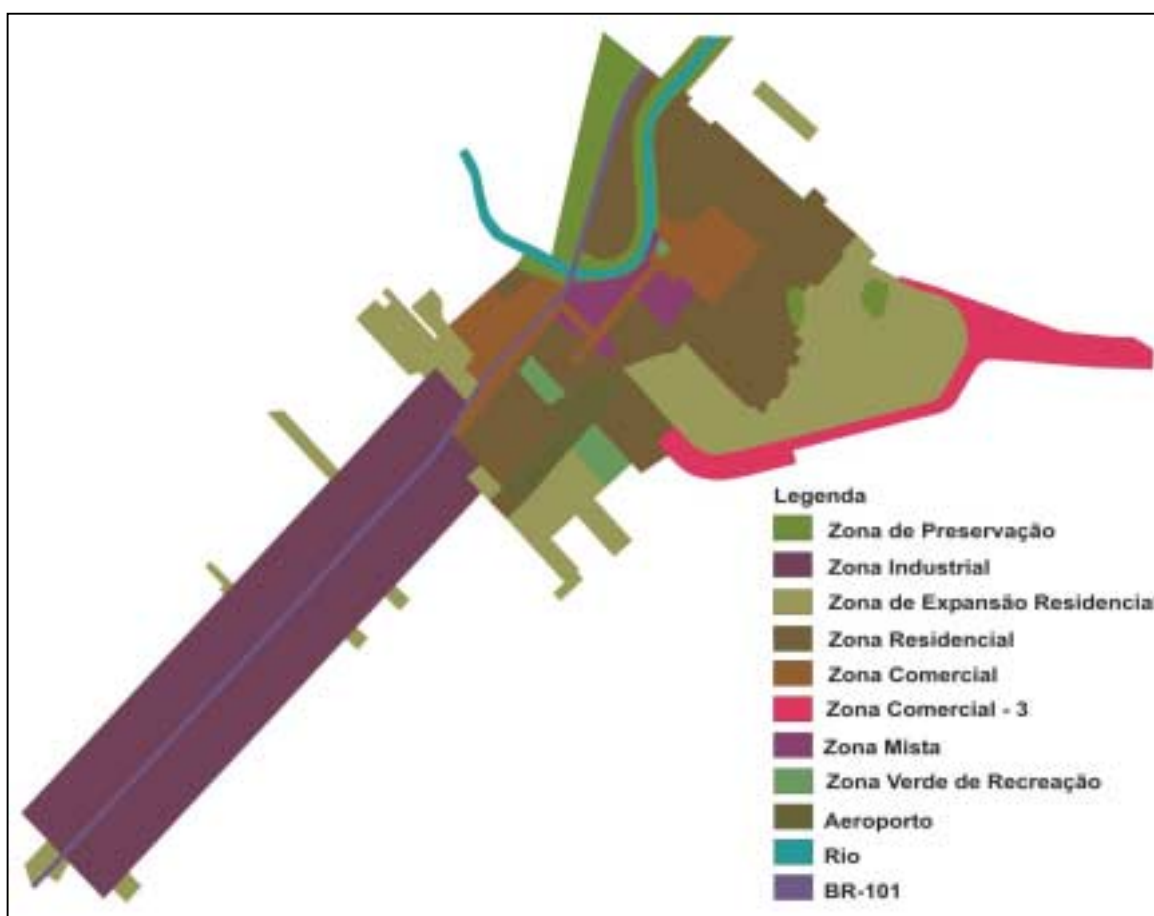 Legenda
Zona de Preservação
Zona Industrial
Zona de Expansão Residencial
Zona Residencial
Zona Comercial
Zona Comercial - 3
Zona Mista
Zona Verde de Recreação
Aeroporto
Rio
BR-101